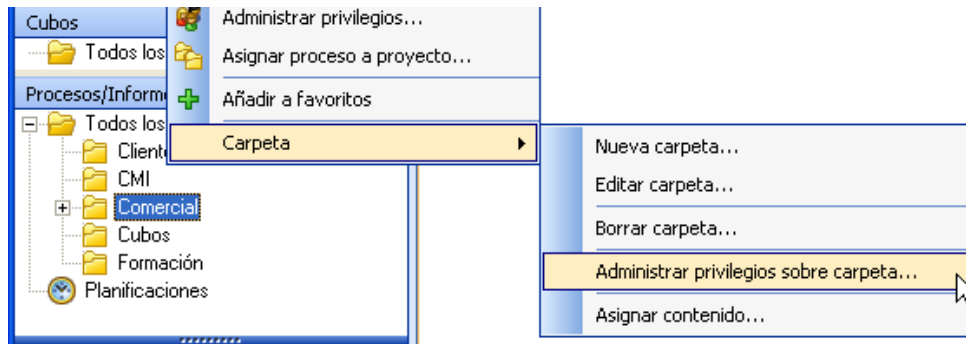 Cubos
Todos los
Procesos/Inform
Todos los
CMI
Comercial
Cubos
Formación
Planificaciones
Administrar privilegios...
Asignar proceso a proyecto...
Añadir a favoritos
Carpeta
Nueva carpeta...
Editar carpeta...
Borrar carpeta...
Administrar privilegios sobre carpeta...
Asignar contenido...